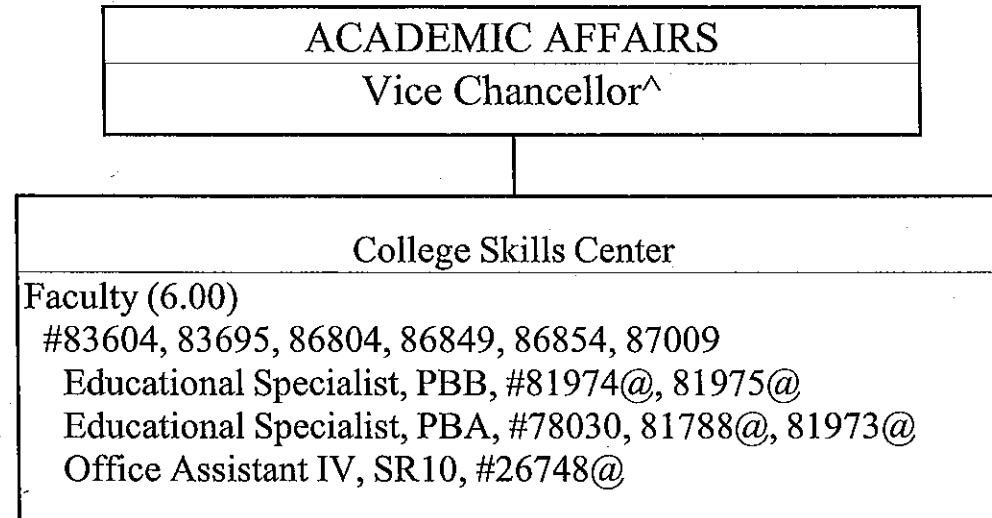 ACADEMIC AFFAIRS
Vice Chancellor^
College Skills Center
Faculty (6.00)
#83604, 83695, 86804, 86849, 86854, 87009
Educational Specialist, PBB, #81974@, 81975@
Educational Specialist, PBA, #78030, 81788@, 81973@
Office Assistant IV, SR10, #26748@